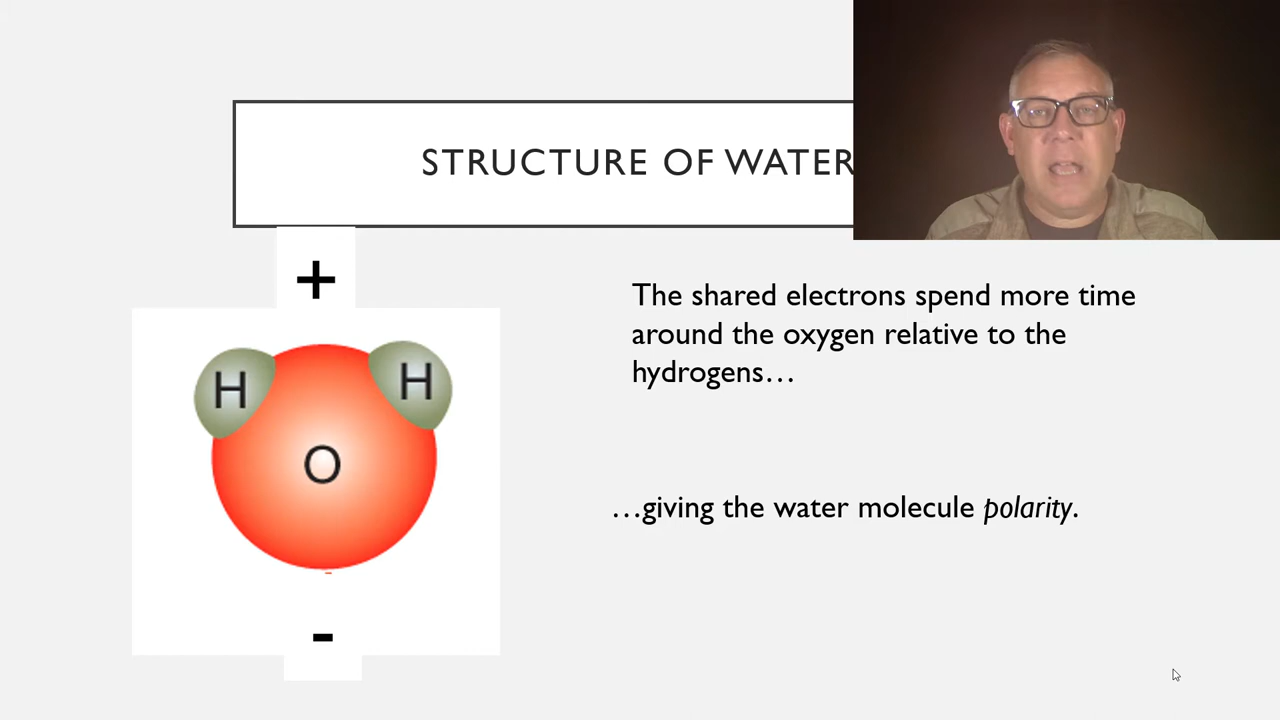 STRUCTURE OF WATER
+
H H
O
-
The shared electrons spend more time
around the oxygen relative to the
hydrogens…
…giving the water molecule polarity.